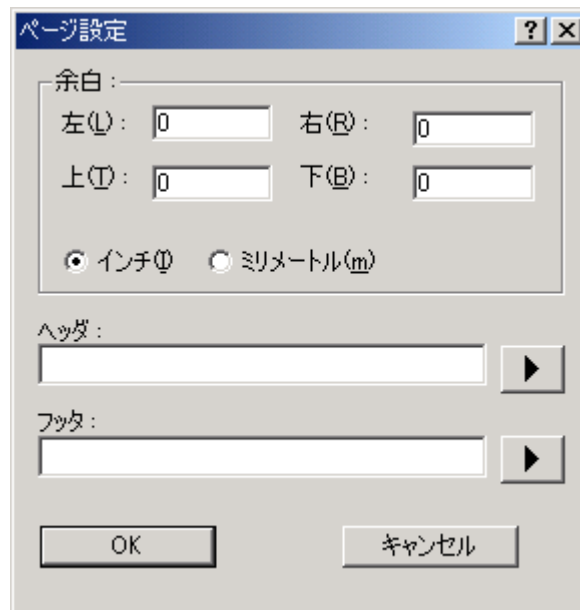 ページ設定
余白:
左(L): 0 右(R): 0
上(T): 0 下(B): 0
インチ(I) ミリメートル(m)
ヘッダ:
フッタ:
OK キャンセル